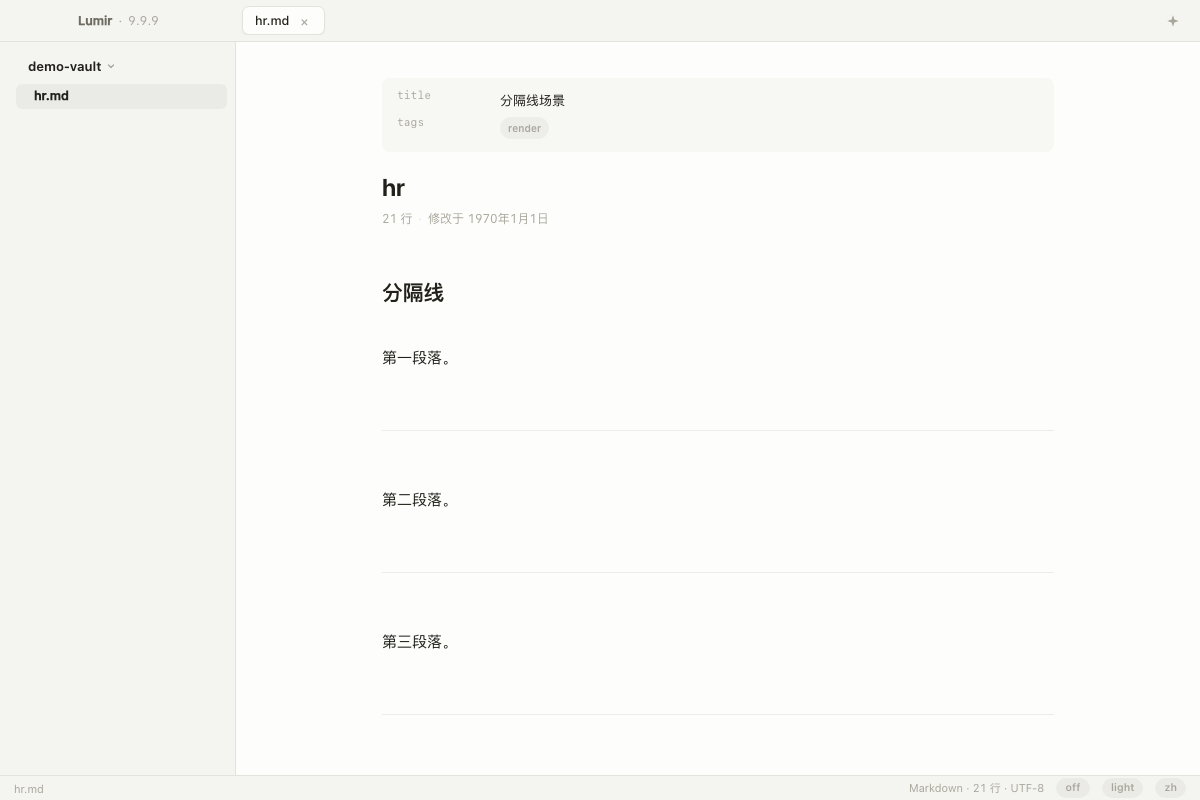 Lumir · 9.9.9
hr.md ×
demo-vault
hr.md
title 分隔线场景
tags render
hr
21 行 · 修改于 1970年1月1日
分隔线
第一段落。
第二段落。
第三段落。
hr.md
Markdown · 21 行 · UTF-8 off light zh